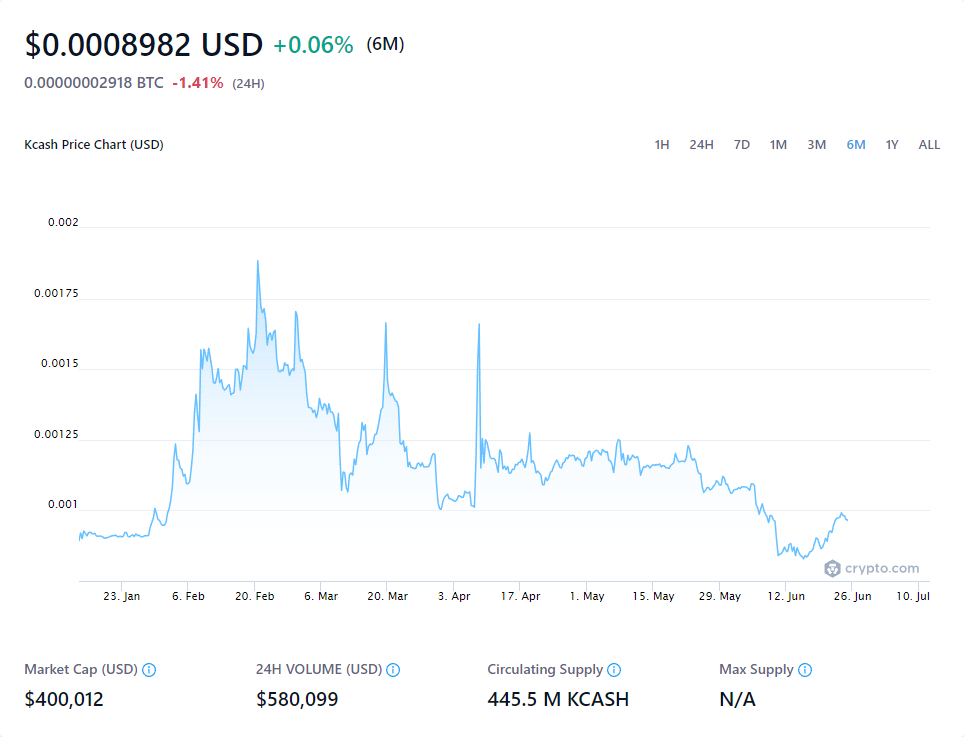 $0.0008982 USD +0.06% (6M)
0.00000002918 BTC -1.41% (24H)
Kcash Price Chart (USD) 1H 24H 7D 1M 3M 6M 1Y ALL
0.002
0.00175
0.0015
0.00125
0.001
crypto.com
23. Jan 6. Feb 20. Feb 6. Mar 20. Mar 3. Apr 17. Apr 1. May 15. May 29. May 12. Jun 26. Jun 10. Jul
Market Cap (USD) 24H VOLUME (USD) Circulating Supply Max Supply
$400,012 $580,099 445.5 M KCASH N/A